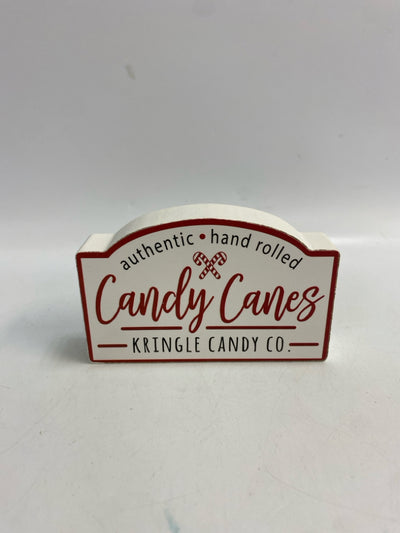 authentic • hand rolled
Candy Canes
KRINGLE CANDY CO.